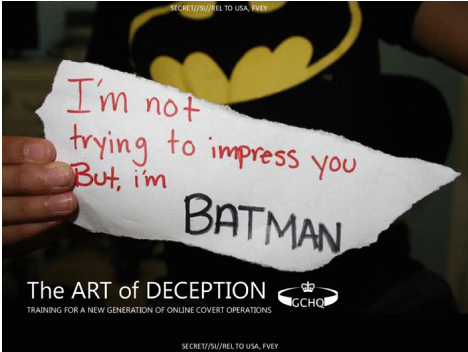 SECRET//SI//REL TO USA, FVEY
I'm not
trying to impress you
But, i'm
BATMAN
The ART of DECEPTION
GCHQ
TRAINING FOR A NEW GENERATION OF ONLINE COVERT OPERATIONS
SECRET//SI//REL TO USA, FVEY